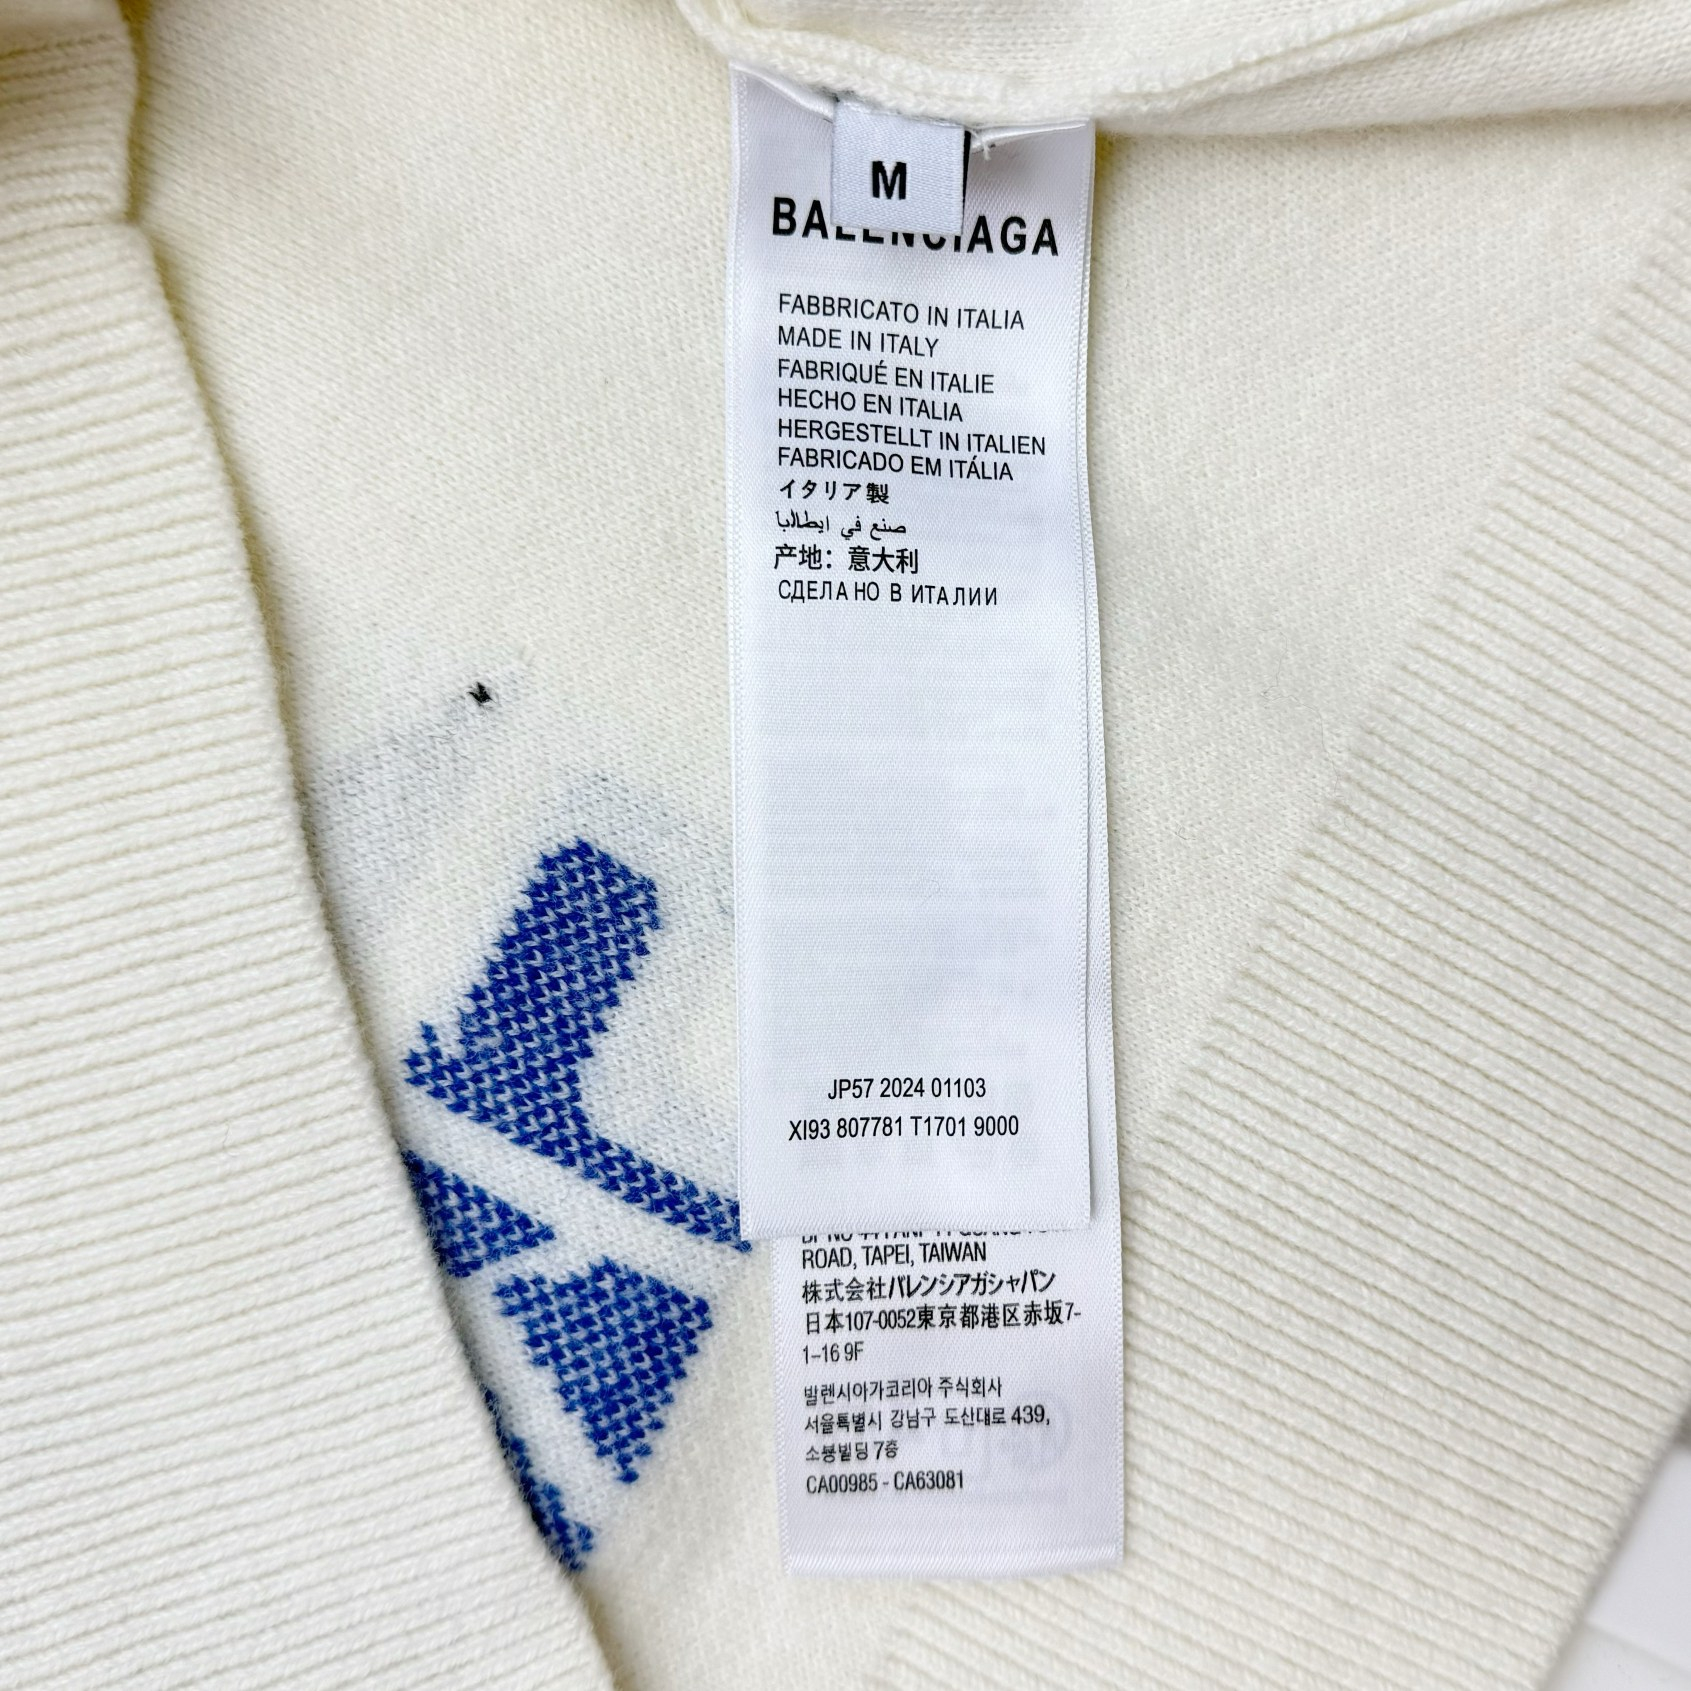 M
BALENCIAGA
FABBRICATO IN ITALIA
MADE IN ITALY
FABRIQUÉ EN ITALIE
HECHO EN ITALIA
HERGESTELLT IN ITALIEN
FABRICADO EM ITÁLIA
イタリア製
صنع في ايطاليا
产地：意大利
СДЕЛАНО В ИТАЛИИ
JP57 2024 01103
XI93 807781 T1701 9000
ROAD, TAPEI, TAIWAN
株式会社バレンシアガジャパン
日本107-0052東京都港区赤坂7-
1-16 9F
발렌시아가코리아 주식회사
서울특별시 강남구 도산대로 439,
소봉빌딩 7층
CA00985 - CA63081